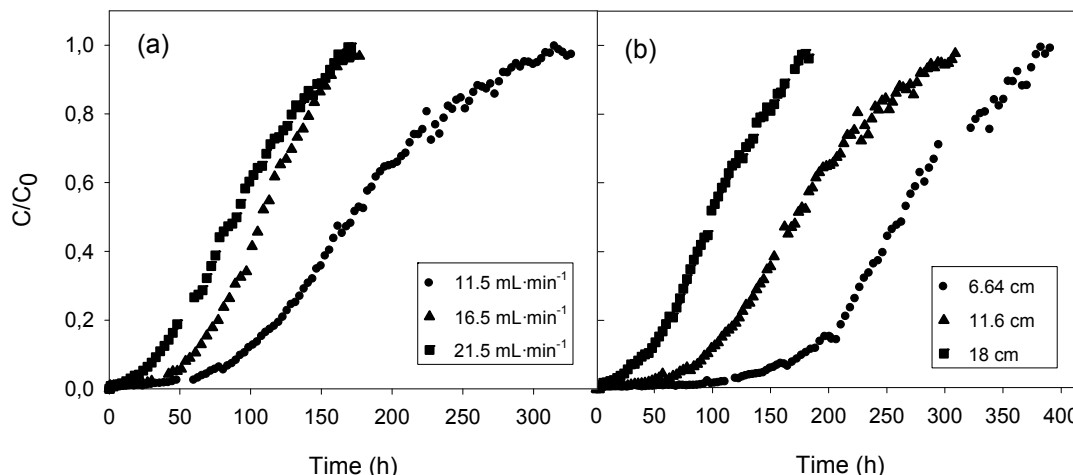 (a)
(b)
C/C0
1,0
0,8
0,6
0,4
0,2
0,0
11.5 mL·min-1
16.5 mL·min-1
21.5 mL·min-1
6.64 cm
11.6 cm
18 cm
0 50 100 150 200 250 300
0 50 100 150 200 250 300 350 400
Time (h)
Time (h)